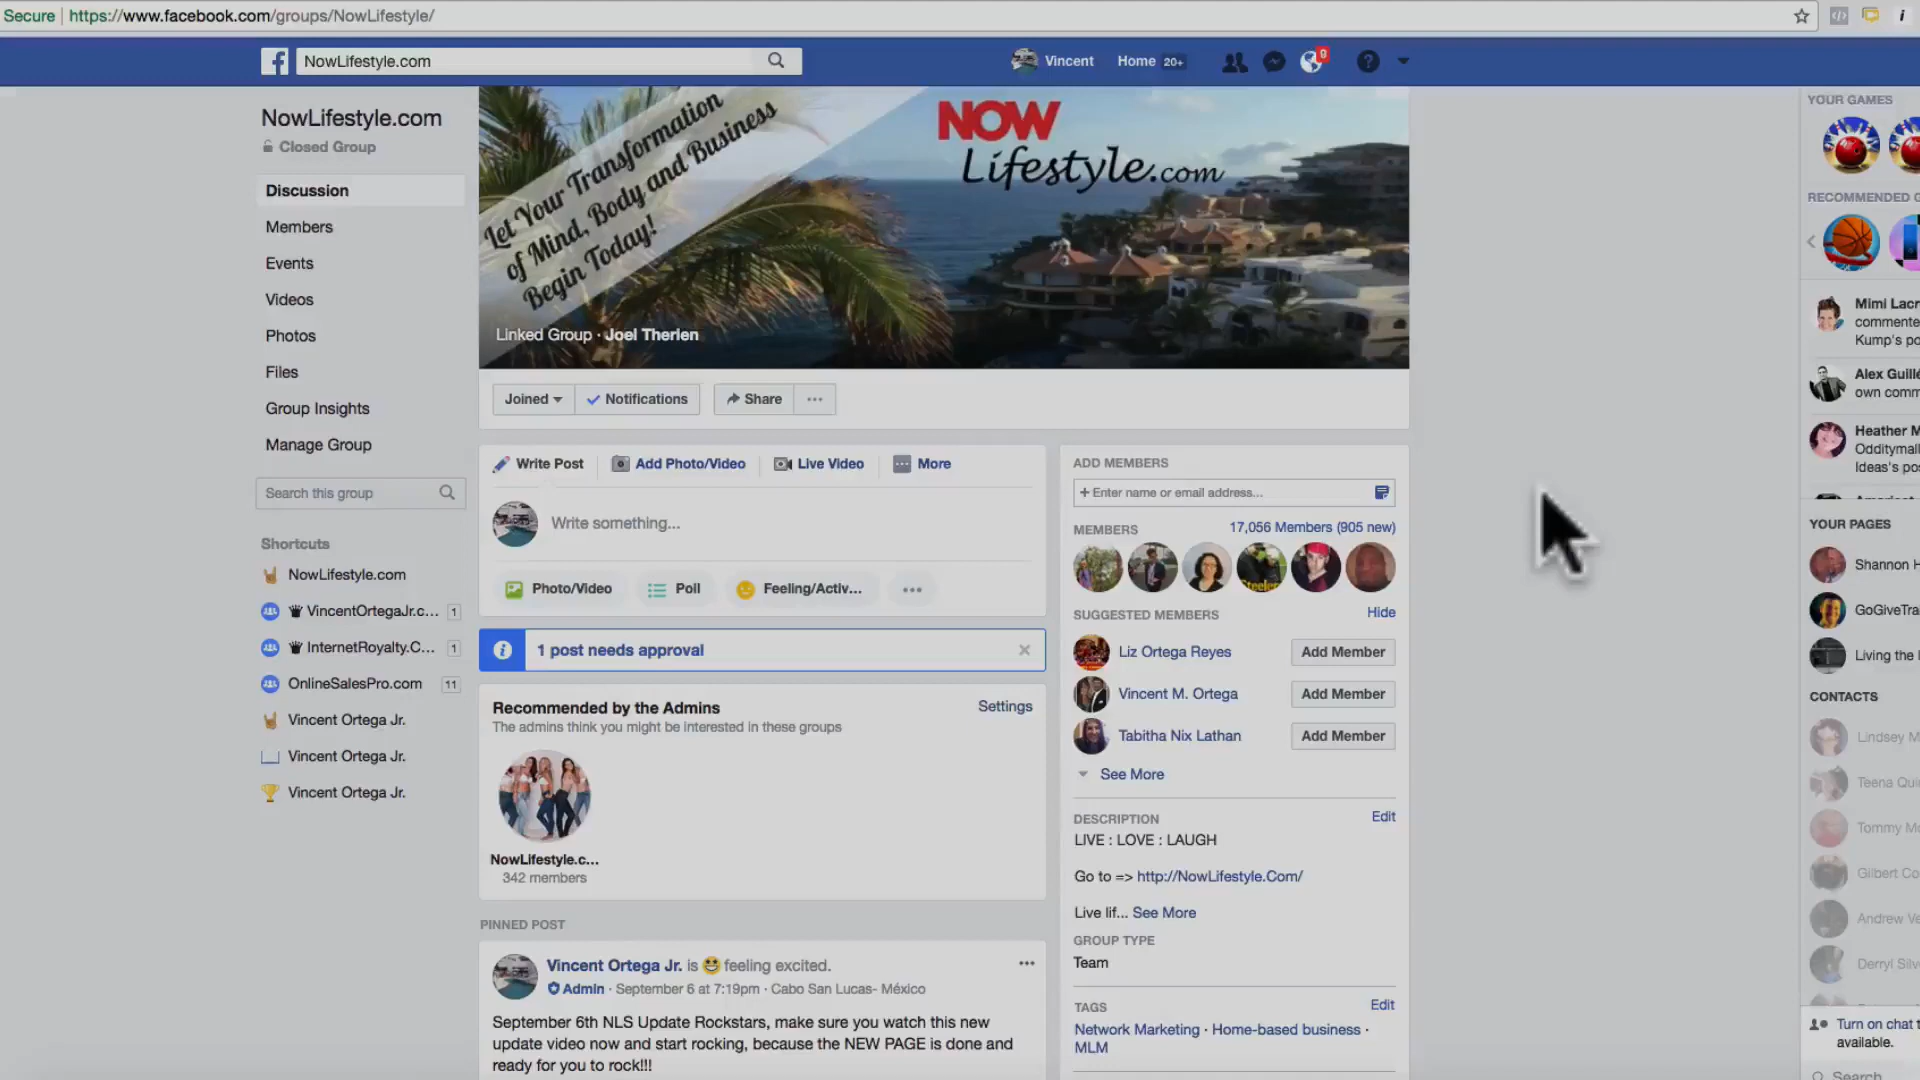 Secure | https://www.facebook.com/groups/NowLifestyle/
NowLifestyle.com
Vincent
Home 20+
9
NowLifestyle.com
Closed Group
Discussion
Members
Events
Videos
Photos
Files
Group Insights
Manage Group
Search this group
Shortcuts
NowLifestyle.com
VincentOrtegaJr.c... 1
InternetRoyalty.C... 1
OnlineSalesPro.com 11
Vincent Ortega Jr.
Vincent Ortega Jr.
Vincent Ortega Jr.
Let Your Transformation
of Mind, Body and Business
Begin Today!
NOW
Lifestyle.com
Linked Group · Joel Therien
Joined
Notifications
Share
Write Post
Add Photo/Video
Live Video
More
Write something...
Photo/Video
Poll
Feeling/Activ...
1 post needs approval
Recommended by the Admins
Settings
The admins think you might be interested in these groups
NowLifestyle.c...
342 members
PINNED POST
Vincent Ortega Jr. is feeling excited.
Admin · September 6 at 7:19pm · Cabo San Lucas- México
September 6th NLS Update Rockstars, make sure you watch this new
update video now and start rocking, because the NEW PAGE is done and
ready for you to rock!!!
ADD MEMBERS
+ Enter name or email address...
MEMBERS
17,056 Members (905 new)
Steelers
SUGGESTED MEMBERS
Hide
Liz Ortega Reyes
Add Member
Vincent M. Ortega
Add Member
Tabitha Nix Lathan
Add Member
See More
DESCRIPTION
Edit
LIVE : LOVE : LAUGH
Go to => http://NowLifestyle.Com/
Live lif... See More
GROUP TYPE
Team
TAGS
Edit
Network Marketing · Home-based business ·
MLM
YOUR GAMES
RECOMMENDED G
Mimi Lacr
commente
Kump's po
Alex Guillé
own comm
Heather M
Odditymall
Ideas's pos
YOUR PAGES
Shannon H
GoGiveTra
Living the L
CONTACTS
Lindsey M
Teena Qui
Tommy Mo
Gilbert Co
Andrew Ve
Derryl Silv
Turn on chat t
available.
Search